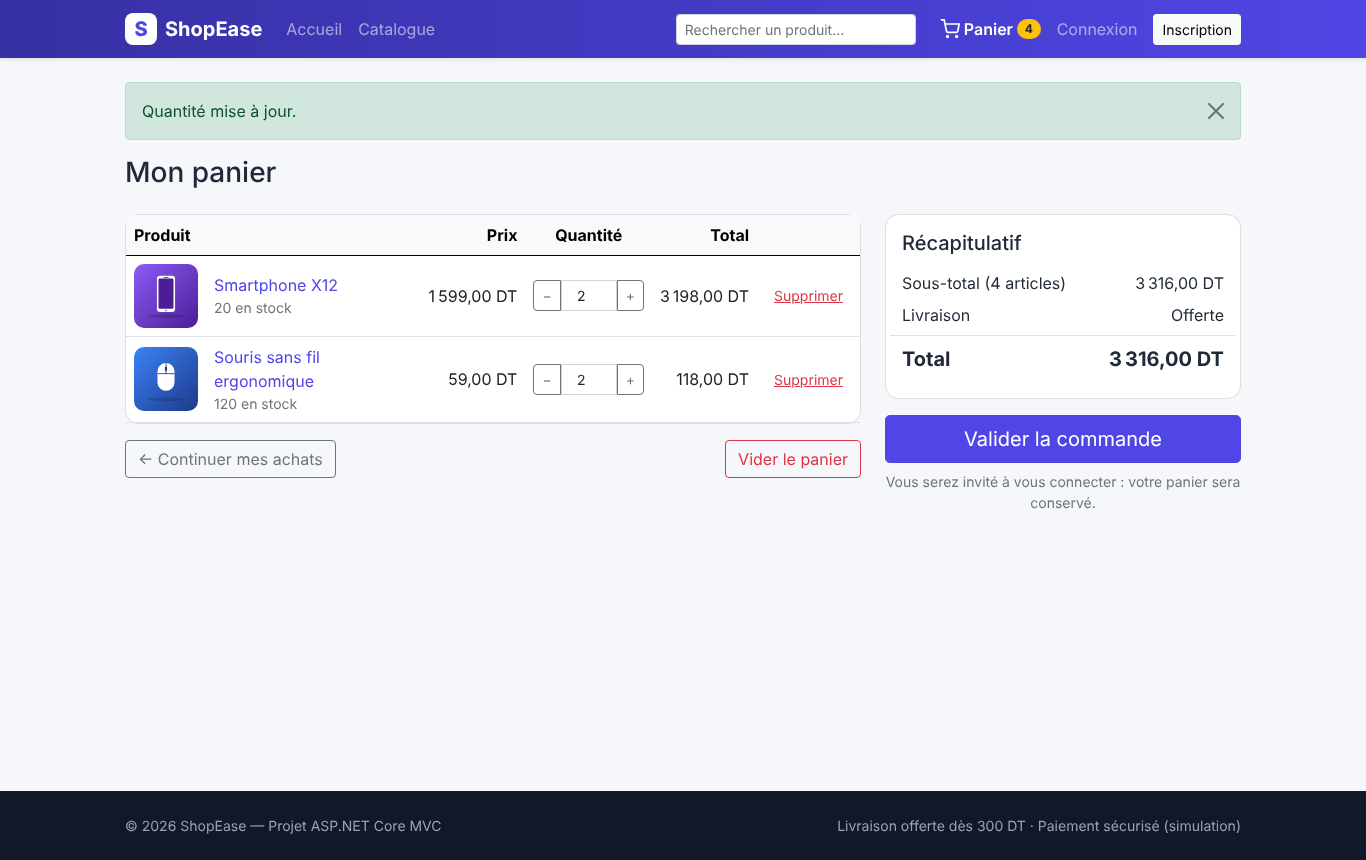 S ShopEase Accueil Catalogue Rechercher un produit... Panier 4 Connexion Inscription
Quantité mise à jour.
Mon panier
Produit Prix Quantité Total
Smartphone X12
20 en stock
1 599,00 DT − 2 + 3 198,00 DT Supprimer
Souris sans fil
ergonomique
120 en stock
59,00 DT − 2 + 118,00 DT Supprimer
← Continuer mes achats Vider le panier
Récapitulatif
Sous-total (4 articles) 3 316,00 DT
Livraison Offerte
Total 3 316,00 DT
Valider la commande
Vous serez invité à vous connecter : votre panier sera
conservé.
© 2026 ShopEase — Projet ASP.NET Core MVC Livraison offerte dès 300 DT · Paiement sécurisé (simulation)